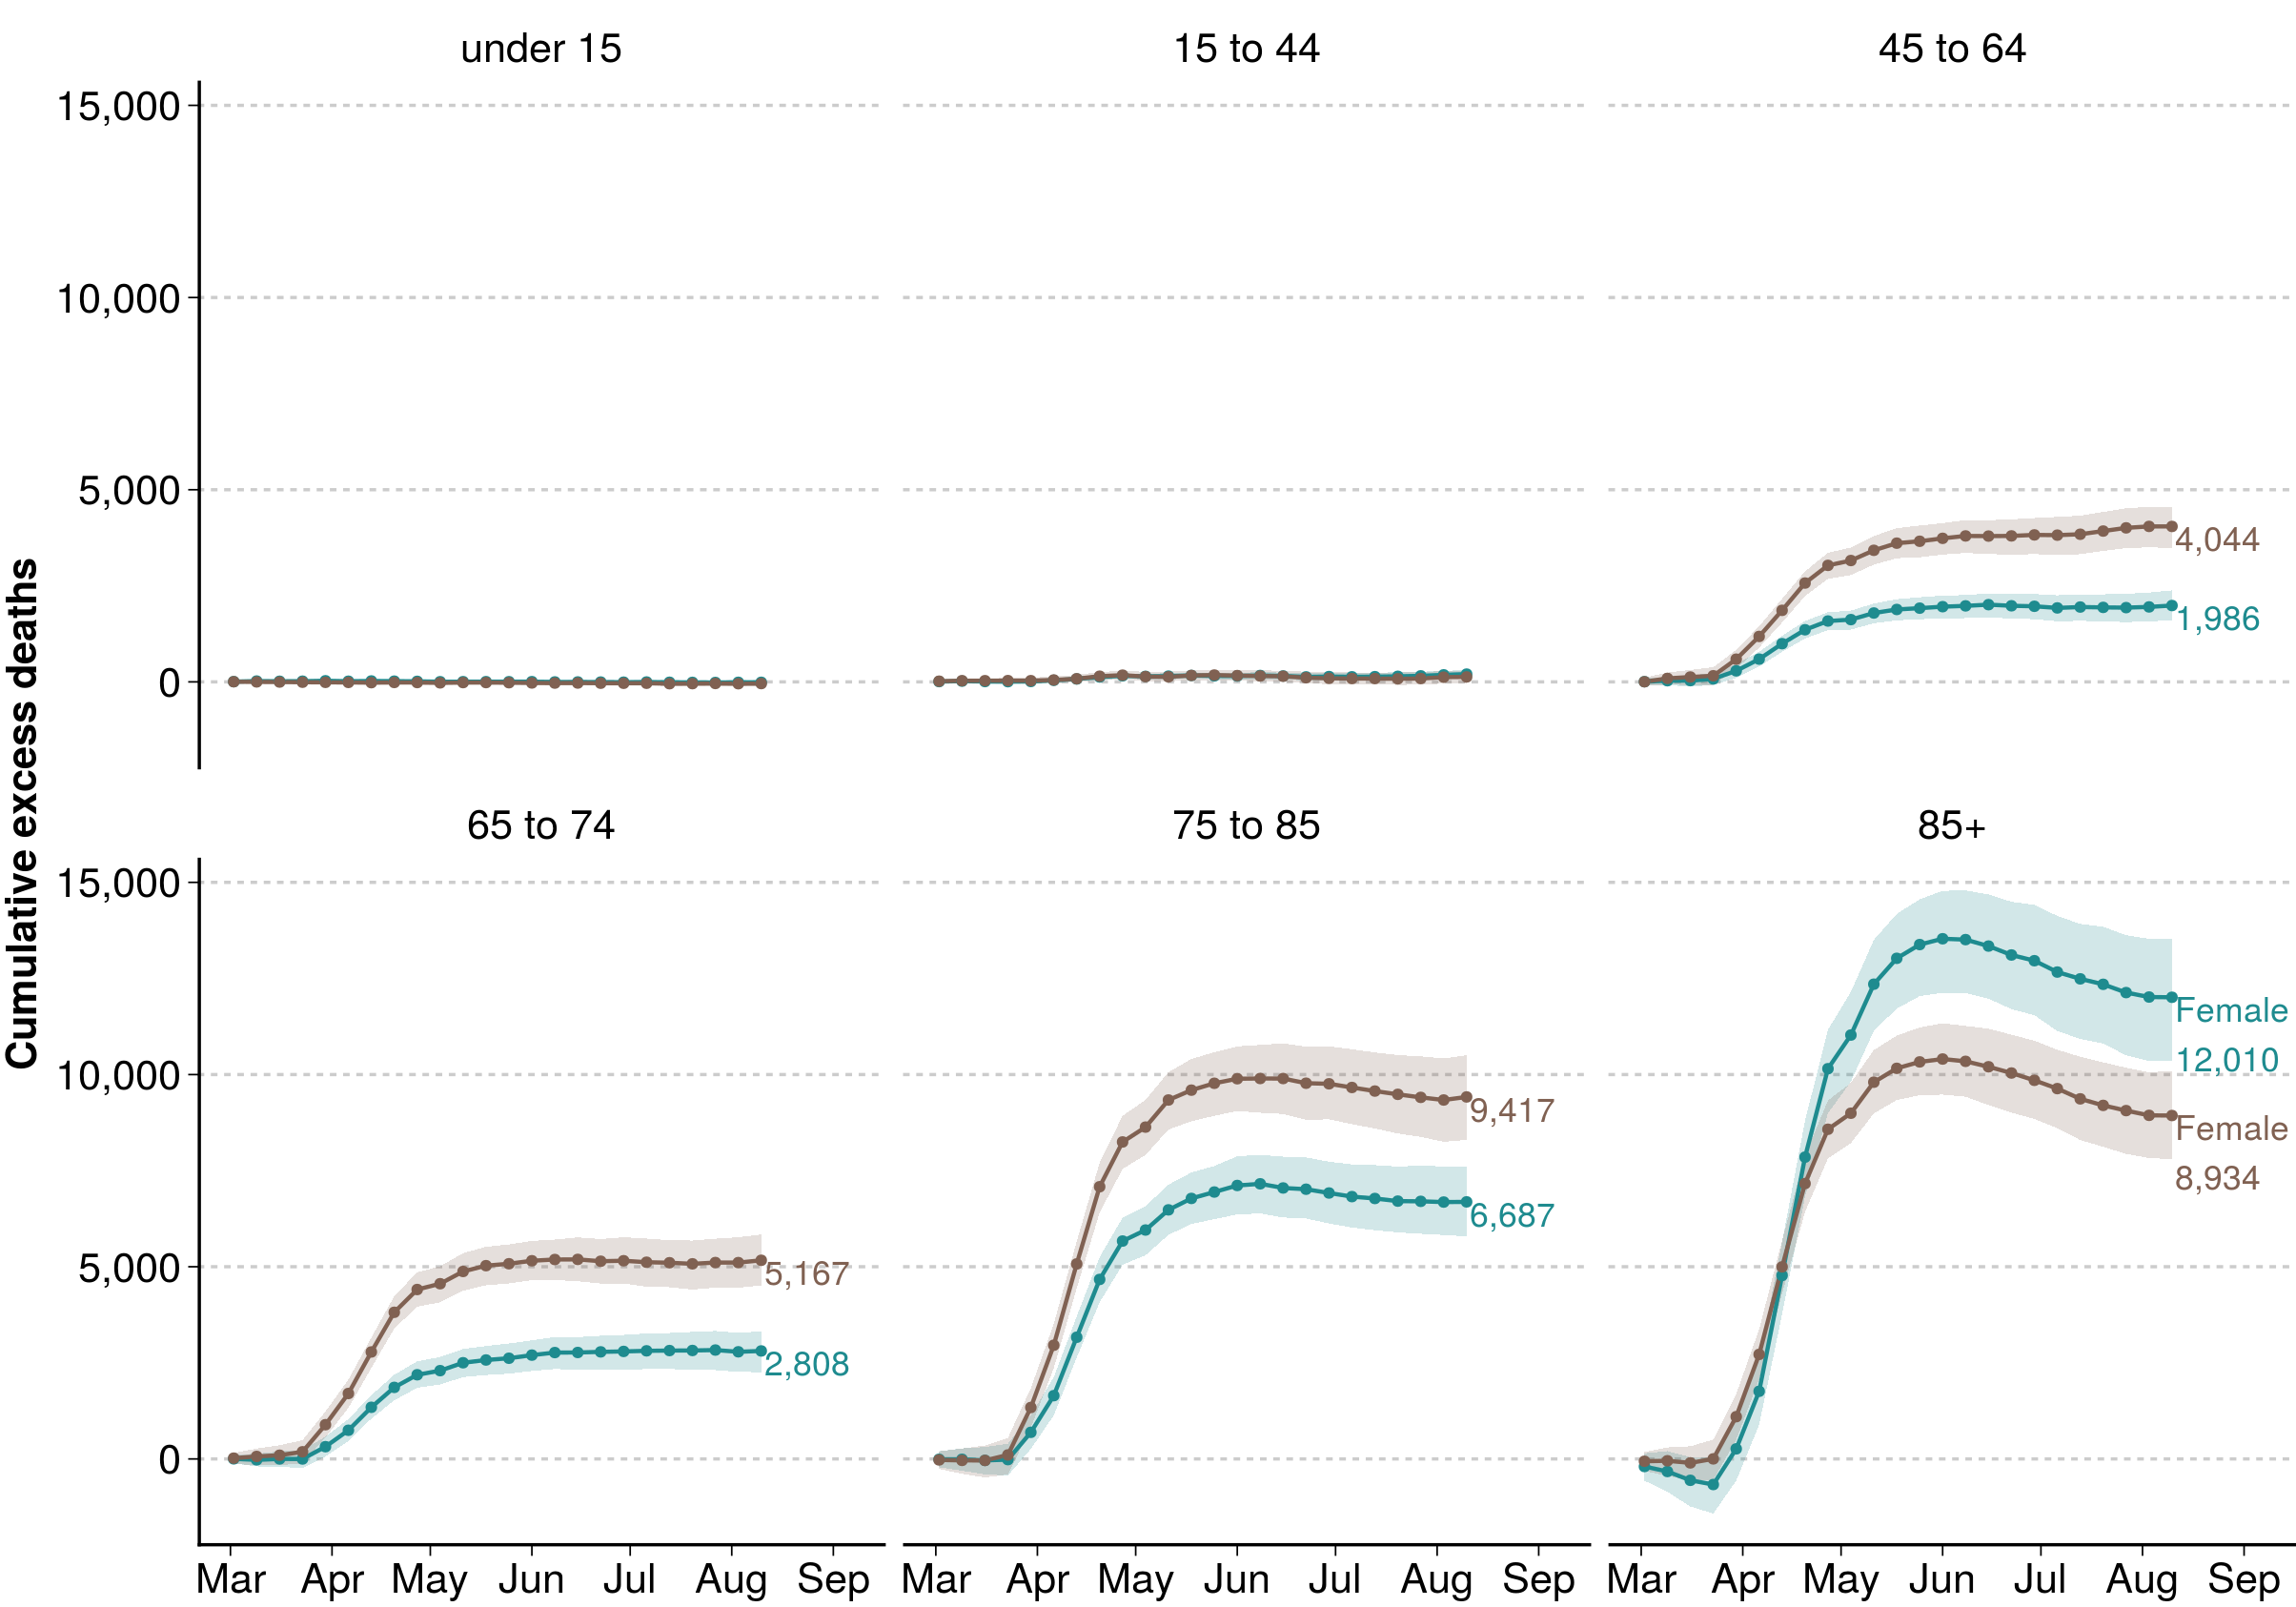 Cumulative excess deaths
under 15
15 to 44
45 to 64
15,000
10,000
5,000
0
4,044
1,986
65 to 74
75 to 85
85+
15,000
10,000
5,000
0
5,167
2,808
9,417
6,687
Female
12,010
Female
8,934
Mar Apr May Jun Jul Aug Sep
Mar Apr May Jun Jul Aug Sep
Mar Apr May Jun Jul Aug Sep